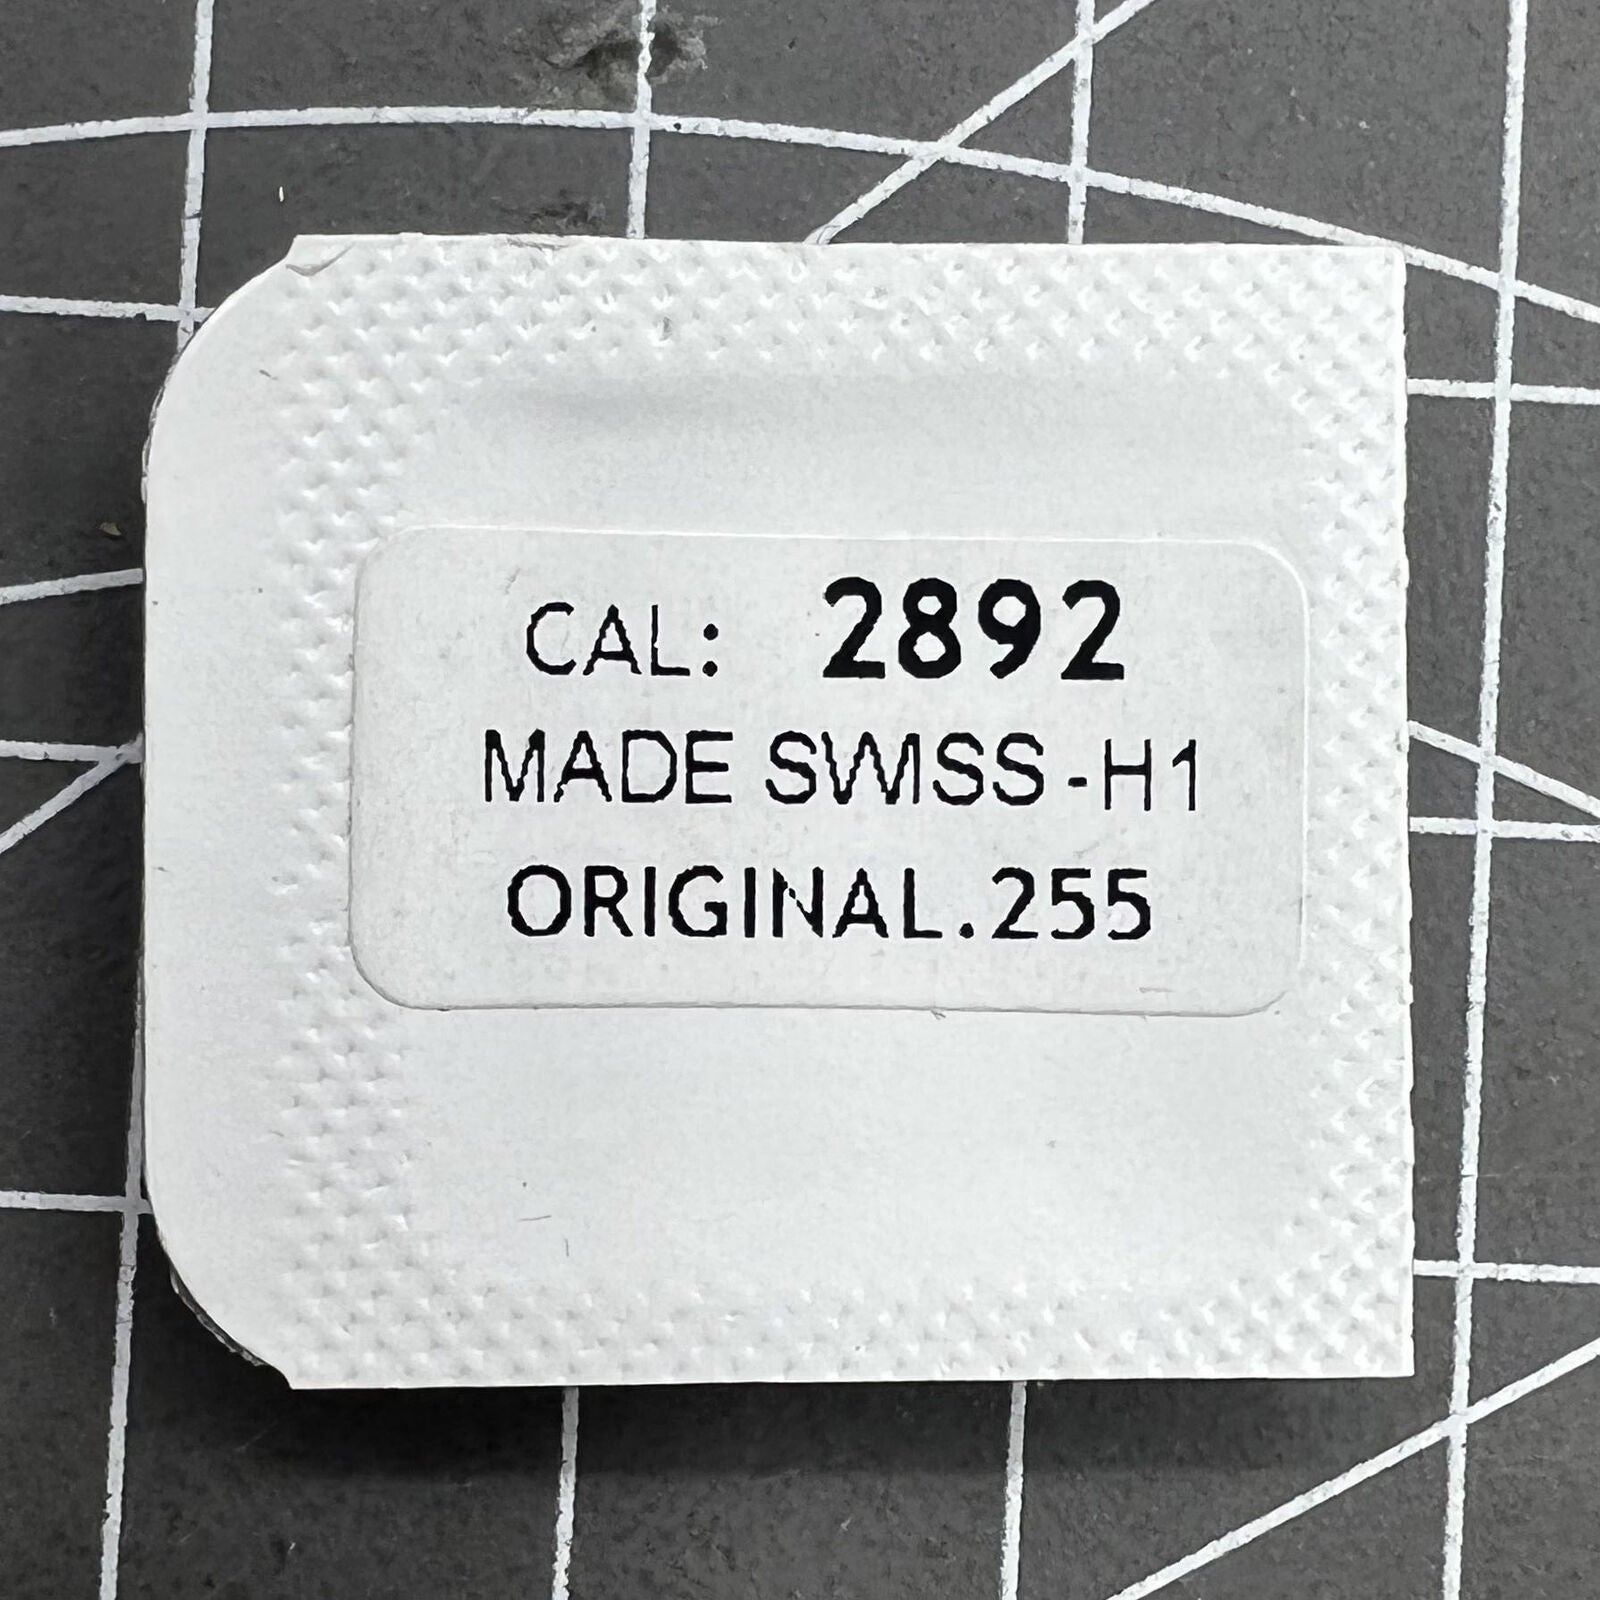 CAL: 2892
MADE SWISS -H1
ORIGINAL.255